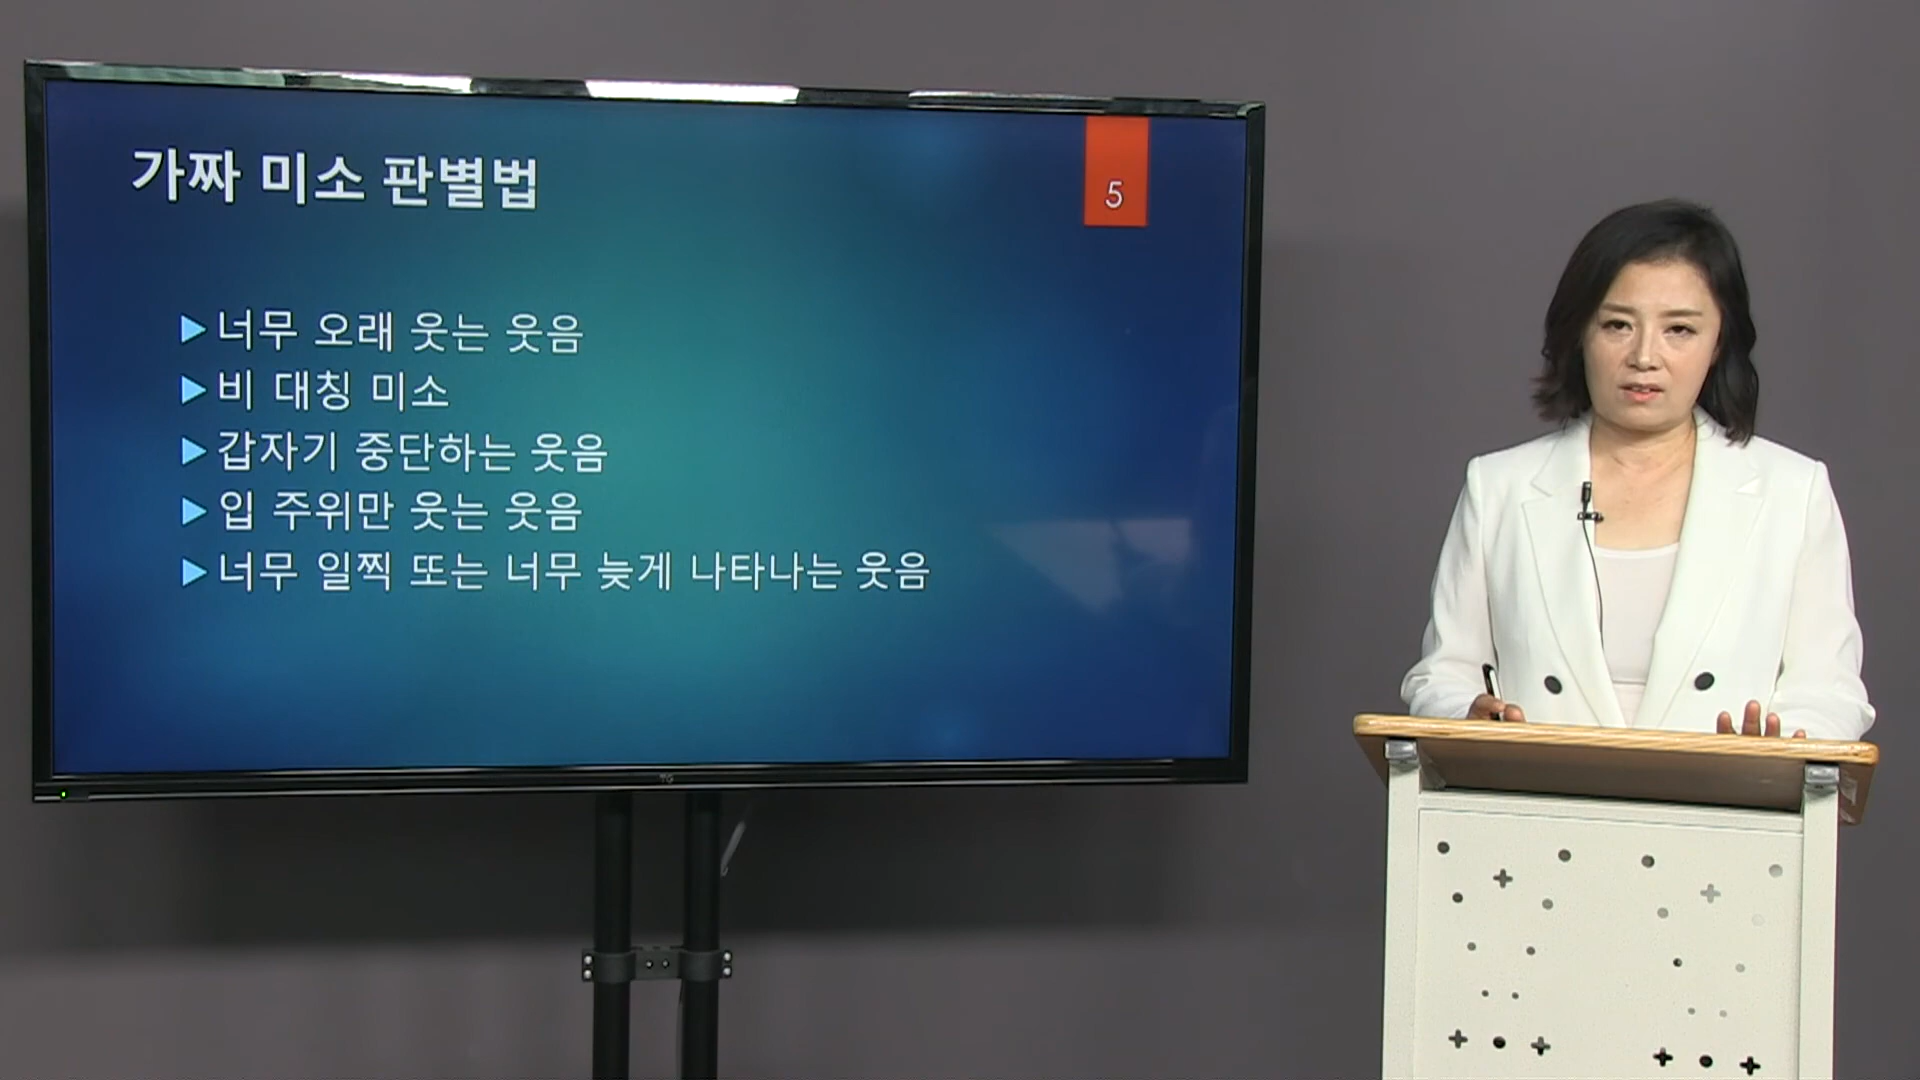 가짜 미소 판별법
5
▶너무 오래 웃는 웃음
▶비 대칭 미소
▶갑자기 중단하는 웃음
▶입 주위만 웃는 웃음
▶너무 일찍 또는 너무 늦게 나타나는 웃음
TG